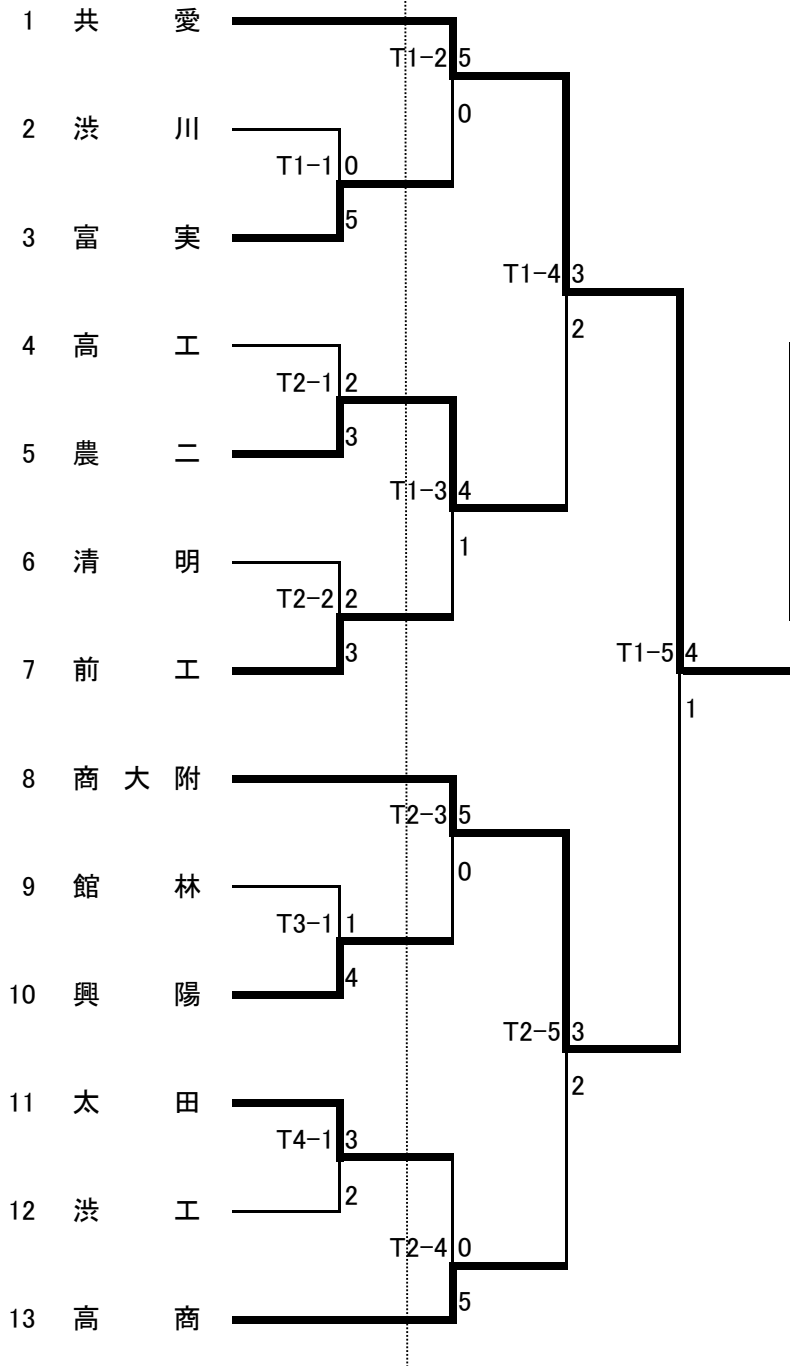 1 共 愛
T1-2 5
0
2 渋 川
T1-1 0
5
3 富 実
T1-4 3
2
4 高 工
T2-1 2
3
5 農 二
T1-3 4
1
6 清 明
T2-2 2
3
7 前 工
T1-5 4
1
8 商 大 附
T2-3 5
0
9 館 林
T3-1 1
4
10 興 陽
T2-5 3
2
11 太 田
T4-1 3
2
12 渋 工
T2-4 0
5
13 高 商